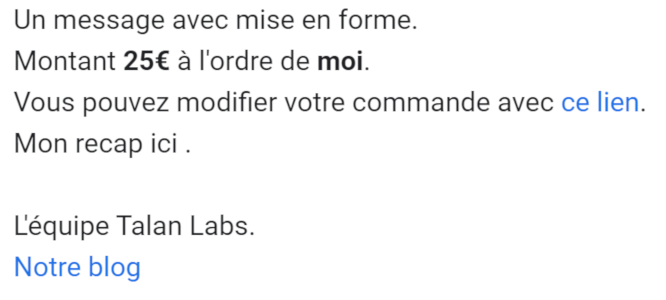 Un message avec mise en forme.
Montant 25€ à l'ordre de moi.
Vous pouvez modifier votre commande avec ce lien.
Mon recap ici .
L'équipe Talan Labs.
Notre blog